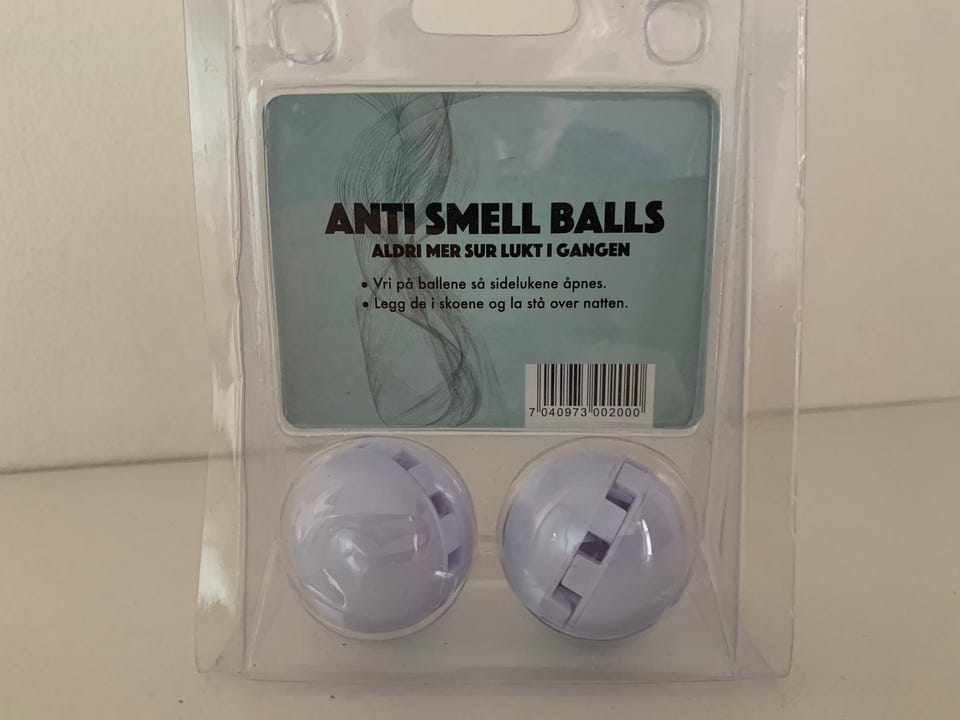 ANTI SMELL BALLS
ALDRI MER SUR LUKT I GANGEN
• Vri på ballene så sidelukene åpnes.
• Legg de i skoene og la stå over natten.
7 040973 002000